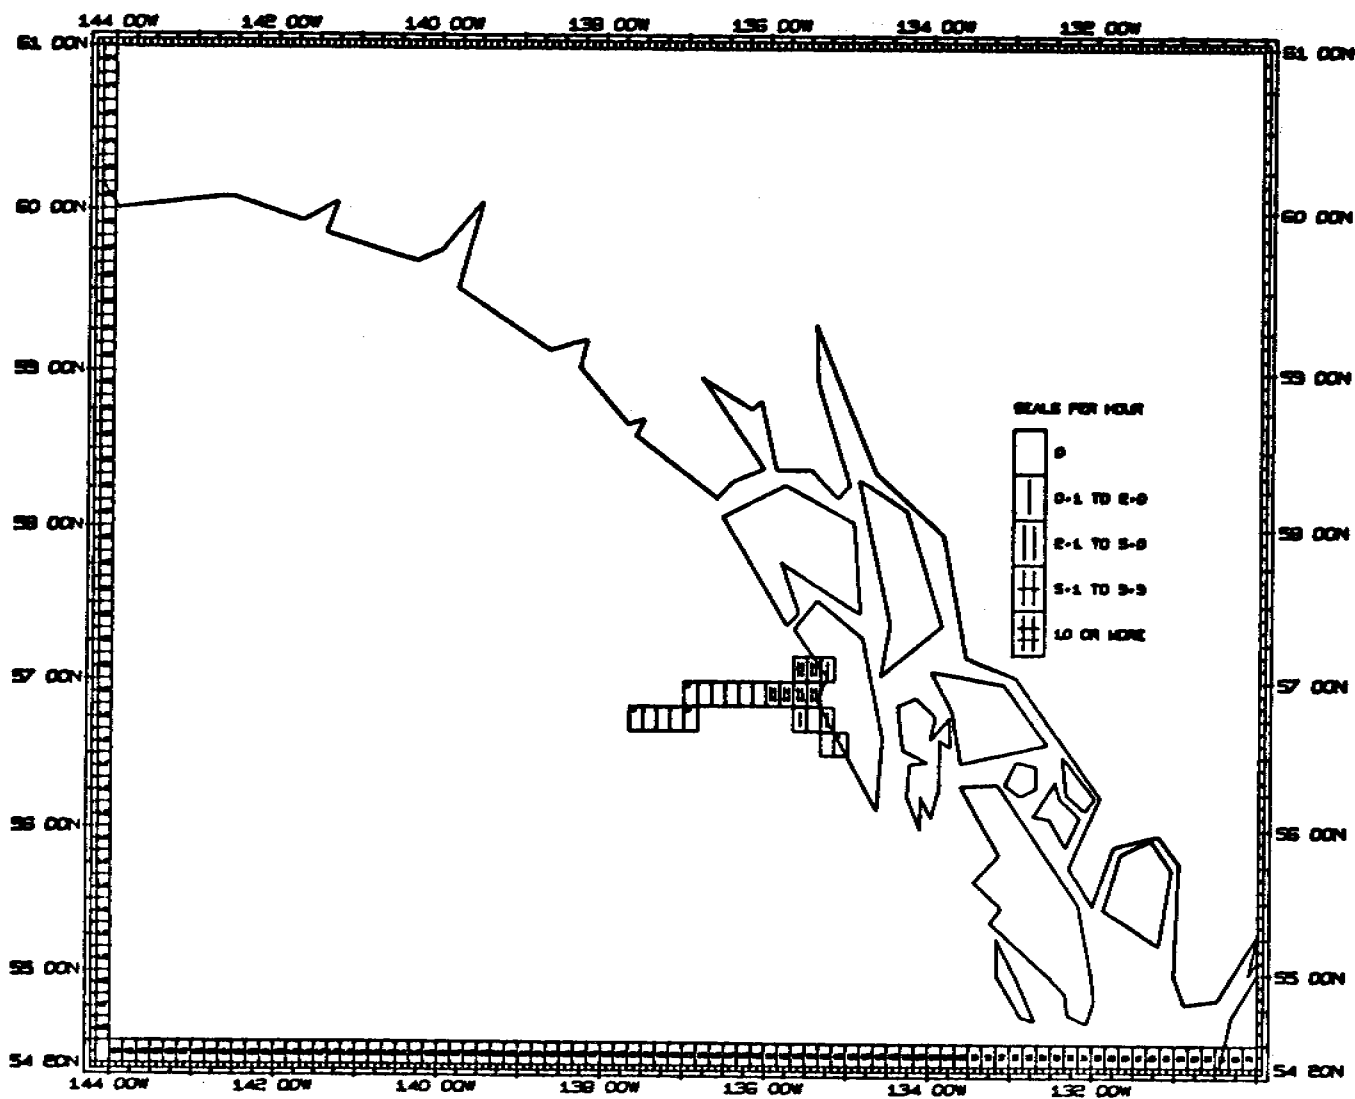 144 00W 142 00W 140 00W 138 00W 136 00W 134 00W 132 00W
61 00N 61 00N
60 00N 60 00N
59 00N 59 00N
SEALS PER HOUR
0
0.1 TO 2.0
58 00N 58 00N
2.1 TO 5.0
5.1 TO 9.9
10 OR MORE
57 00N 57 00N
56 00N 56 00N
55 00N 55 00N
54 20N 54 20N
144 00W 142 00W 140 00W 138 00W 136 00W 134 00W 132 00W